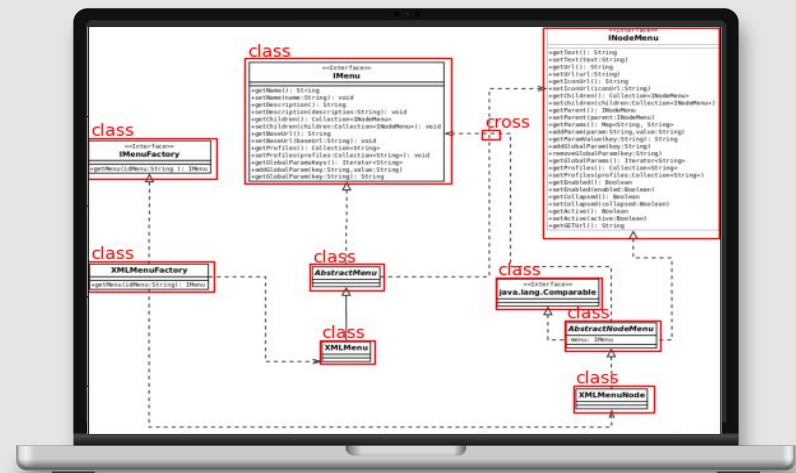 class
<<Interface>>
IMenu
+getName(): String
+setName(name:String): void
+getDescription(): String
+setDescription(description:String): void
+getChildren(): Collection<INodeMenu>
+setChildren(children:Collection<INodeMenu>): void
+getBaseUrl(): String
+setBaseUrl(baseUrl:String): void
+getProfiles(): Collection<String>
+setProfiles(profiles:Collection<String>): void
+getGlobalParamsKeys(): Iterator<String>
+addGlobalParam(key:String,value:String)
+getGlobalParam(key:String): String
<<Interface>>
INodeMenu
+getText(): String
+setText(text:String)
+getUrl(): String
+setUrl(url:String)
+getIconUrl(): String
+setIconUrl(iconUrl:String)
+getChildren(): Collection<INodeMenu>
+setchildren(children:Collection<INodeMenu>)
+getParent(): INodeMenu
+setParent(parent:INodeMenu)
+getParams(): Map<String, String>
+addParam(param:String,value:String)
+getParamValue(key:String): String
+addGlobalParam(key:String)
+removeGlobalParam(key:String)
+getGlobalParams(): Iterator<String>
+getProfiles(): Collection<String>
+setProfiles(profiles:Collection<String>)
+getEnabled(): Boolean
+setEnabled(enabled:Boolean)
+getCollapsed(): Boolean
+setCollapsed(collapsed:Boolean)
+getActive(): Boolean
+setActive(active:Boolean)
+getGETUrl(): String
cross
class
<<Interface>>
IMenuFactory
+getMenu(idMenu:String ): IMenu
class
XMLMenuFactory
+getMenu(idMenu:String): IMenu
class
AbstractMenu
class
<<Interface>>
java.lang.Comparable
class
AbstractNodeMenu
-menu: IMenu
class
XMLMenu
class
XMLMenuNode